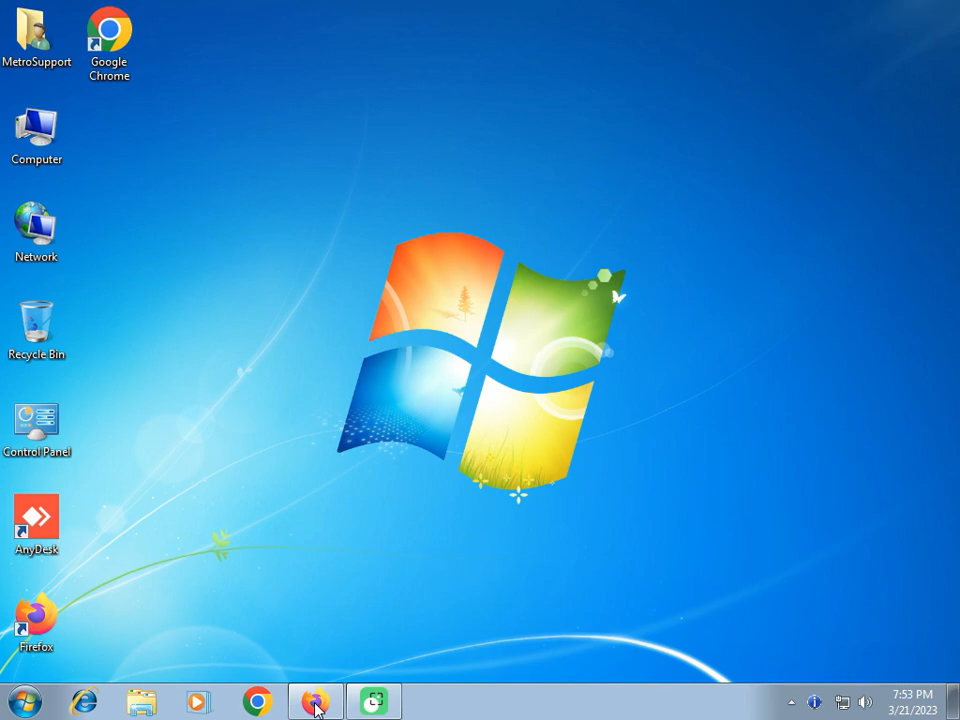 MetroSupport
Google Chrome
Computer
Network
Recycle Bin
Control Panel
AnyDesk
Firefox
7:53 PM
3/21/2023